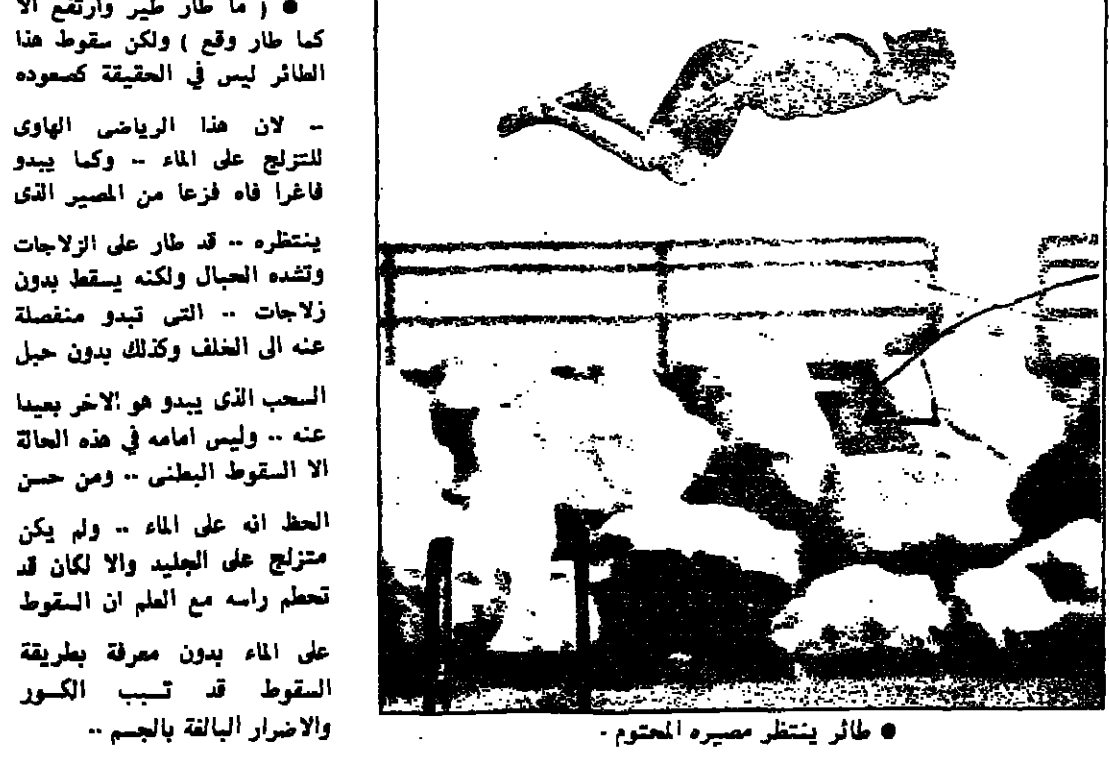 ● ( ما طار طير وارتفع الا
كما طار وقع ) ولكن سقوط هذا
الطائر ليس في الحقيقة كصعوده
.. لان هذا الرياضى الهاوى
للتزلج على الماء .. وكما يبدو
فاغرا فاه فزعا من المصير الذى
ينتظره .. قد طار على الزلاجات
وتشده الحبال ولكنه يسقط بدون
زلاجات .. التى تبدو منفصلة
عنه الى الخلف وكذلك بدون حبل
السحب الذى يبدو هو الاخر بعيدا
عنه .. وليس امامه في هذه الحالة
الا السقوط البطنى .. ومن حسن
الحظ انه على الماء .. ولم يكن
متزلج على الجليد والا لكان قد
تحطم راسه مع العلم ان السقوط
على الماء بدون معرفة بطريقة
السقوط قد تسبب الكسور
والاضرار البالغة بالجسم ..
● طائر ينتظر مصيره المحتوم .